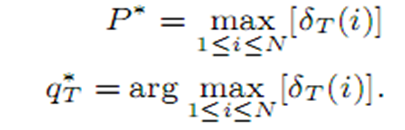 P* = max_{1≤i≤N} [δ_T(i)]
q*_T = arg max_{1≤i≤N} [δ_T(i)].